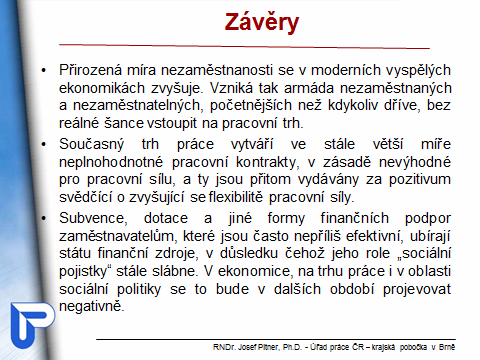 Závěry
• Přirozená míra nezaměstnanosti se v moderních vyspělých
ekonomikách zvyšuje. Vzniká tak armáda nezaměstnaných
a nezaměstnatelných, početnějších než kdykoliv dříve, bez
reálné šance vstoupit na pracovní trh.
• Současný trh práce vytváří ve stále větší míře
neplnohodnotné pracovní kontrakty, v zásadě nevýhodné
pro pracovní sílu, a ty jsou přitom vydávány za pozitivum
svědčící o zvyšující se flexibilitě pracovní síly.
• Subvence, dotace a jiné formy finančních podpor
zaměstnavatelům, které jsou často nepříliš efektivní, ubírají
státu finanční zdroje, v důsledku čehož jeho role „sociální
pojistky“ stále slábne. V ekonomice, na trhu práce i v oblasti
sociální politiky se to bude v dalších období projevovat
negativně.
RNDr. Josef Pitner, Ph.D. - Úřad práce ČR – krajská pobočka v Brně